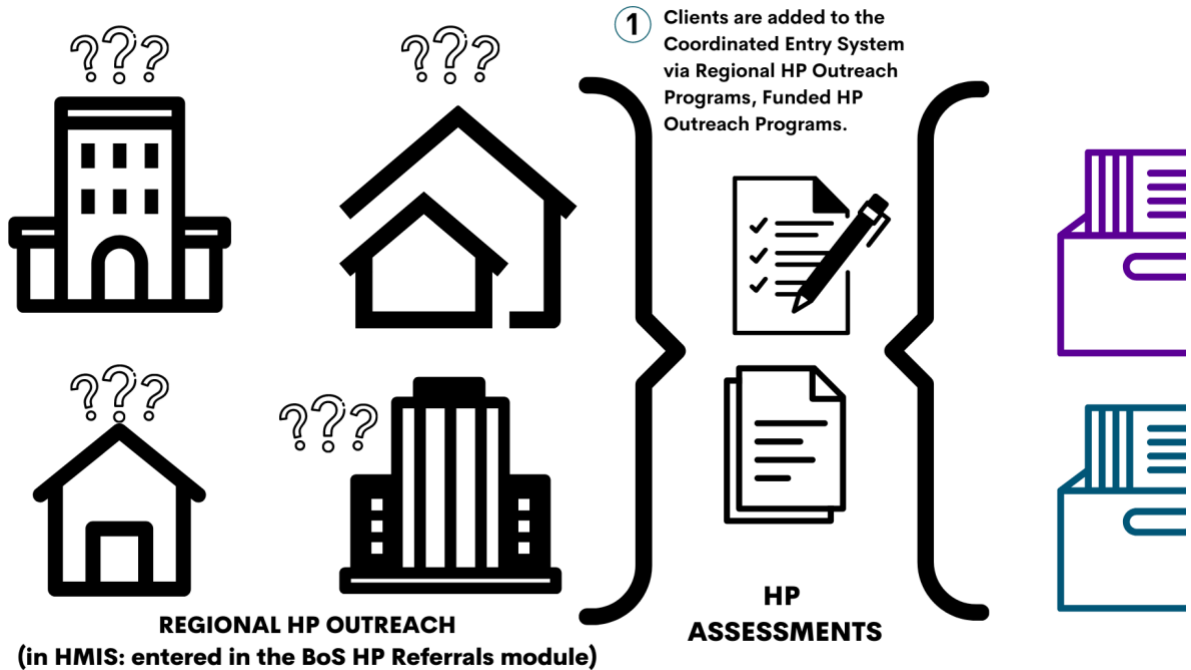 ???
???
1
Clients are added to the
Coordinated Entry System
via Regional HP Outreach
Programs, Funded HP
Outreach Programs.
???
???
HP
ASSESSMENTS
REGIONAL HP OUTREACH
(in HMIS: entered in the BoS HP Referrals module)